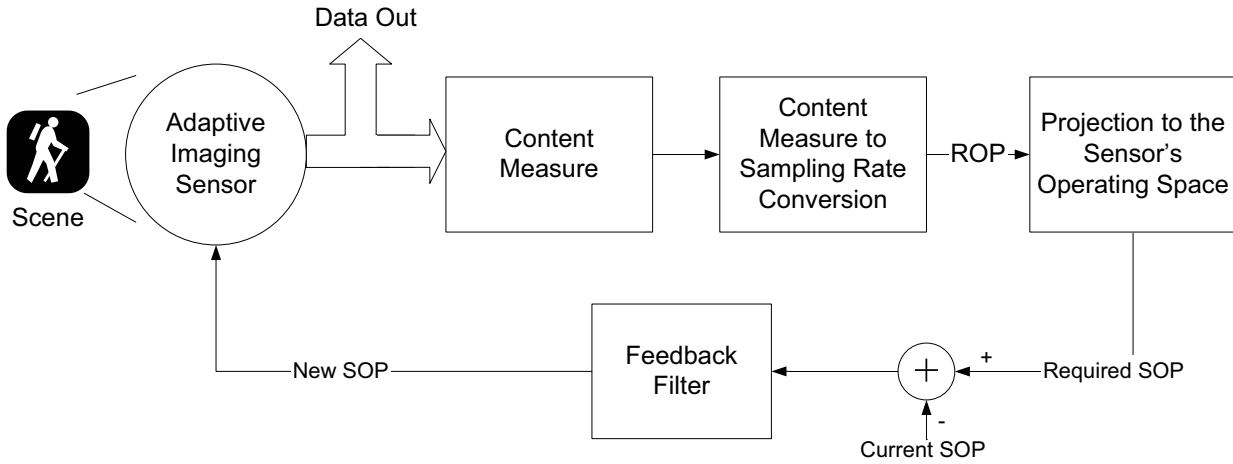 Data Out
Scene
Adaptive
Imaging
Sensor
Content
Measure
Content
Measure to
Sampling Rate
Conversion
ROP
Projection to the
Sensor's
Operating Space
New SOP
Feedback
Filter
+
+
Required SOP
-
Current SOP